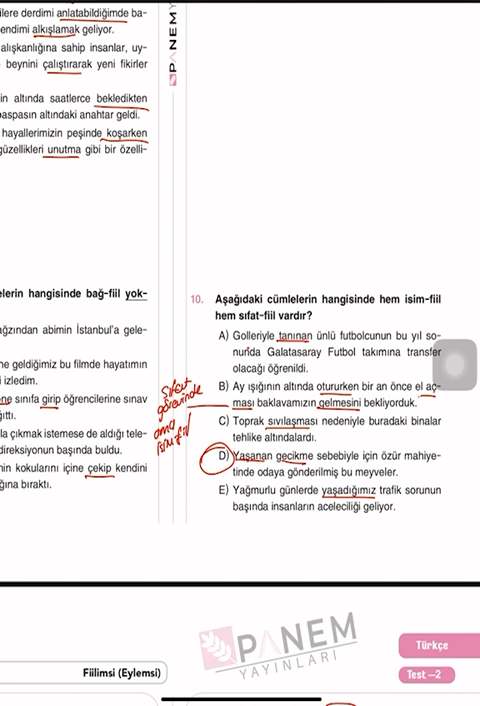 ilere derdimi anlatabildiğimde ba-
endimi alkışlamak geliyor.
alışkanlığına sahip insanlar, uy-
beynini çalıştırarak yeni fikirler
in altında saatlerce bekledikten
paspasın altındaki anahtar geldi.
hayallerimizin peşinde koşarken
güzellikleri unutma gibi bir özelli-
elerin hangisinde bağ-fiil yok-
ağzından abimin İstanbul'a gele-
ne geldiğimiz bu filmde hayatımın
i izledim.
ene sınıfa girip öğrencilerine sınav
ğıttı.
la çıkmak istemese de aldığı tele-
direksiyonun başında buldu.
nin kokularını içine çekip kendini
ğına bıraktı.
PANEM Y
10. Aşağıdaki cümlelerin hangisinde hem isim-fiil
hem sıfat-fiil vardır?
A) Golleriyle tanınan ünlü futbolcunun bu yıl so-
nunda Galatasaray Futbol takımına transfer
olacağı öğrenildi.
B) Ay ışığının altında otururken bir an önce el aç-
ması baklavamızın gelmesini bekliyorduk.
C) Toprak sıvılaşması nedeniyle buradaki binalar
tehlike altındalardı.
D) Yaşanan gecikme sebebiyle için özür mahiye-
tinde odaya gönderilmiş bu meyveler.
E) Yağmurlu günlerde yaşadığımız trafik sorunun
başında insanların aceleciliği geliyor.
sıfat
görevinde
ama
isim fiil
PANEM
YAYINLARI
Türkçe
Fiilimsi (Eylemsi)
Test –2